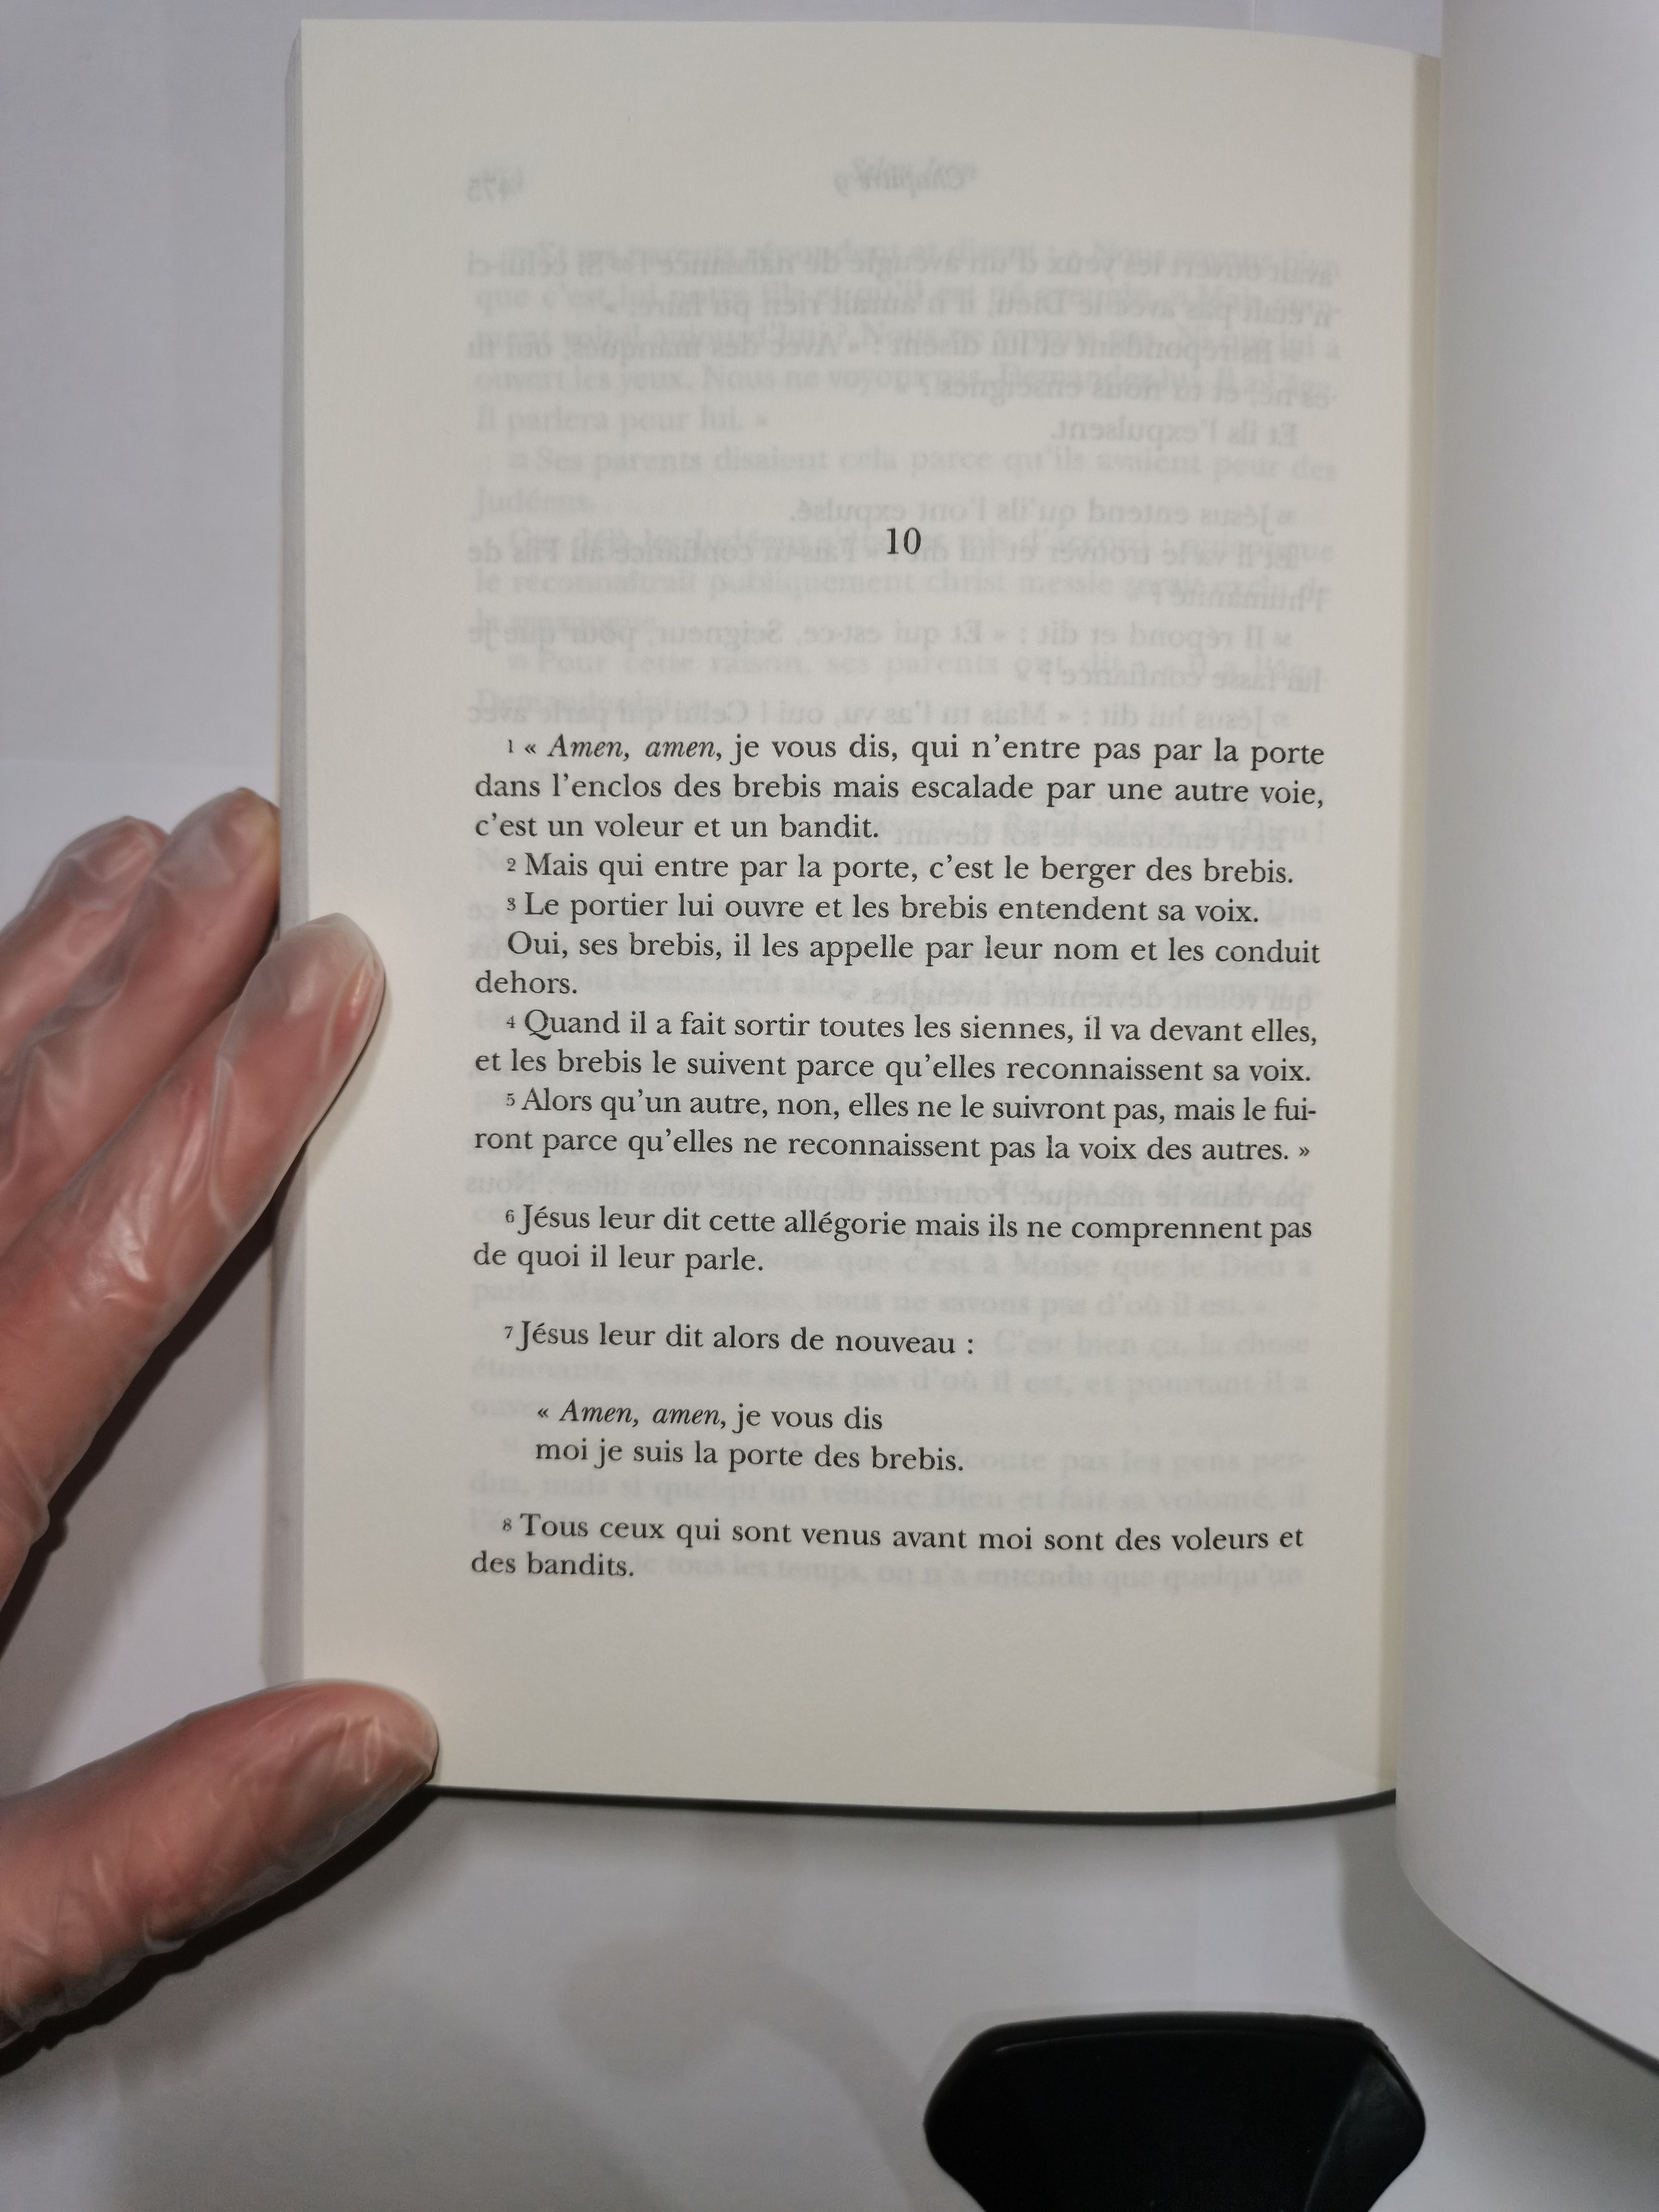 10
1 « Amen, amen, je vous dis, qui n'entre pas par la porte
dans l'enclos des brebis mais escalade par une autre voie,
c'est un voleur et un bandit.
2 Mais qui entre par la porte, c'est le berger des brebis.
3 Le portier lui ouvre et les brebis entendent sa voix.
Oui, ses brebis, il les appelle par leur nom et les conduit
dehors.
4 Quand il a fait sortir toutes les siennes, il va devant elles,
et les brebis le suivent parce qu'elles reconnaissent sa voix.
5 Alors qu'un autre, non, elles ne le suivront pas, mais le fui-
ront parce qu'elles ne reconnaissent pas la voix des autres. »
6 Jésus leur dit cette allégorie mais ils ne comprennent pas
de quoi il leur parle.
7 Jésus leur dit alors de nouveau :
« Amen, amen, je vous dis
moi je suis la porte des brebis.
8 Tous ceux qui sont venus avant moi sont des voleurs et
des bandits.